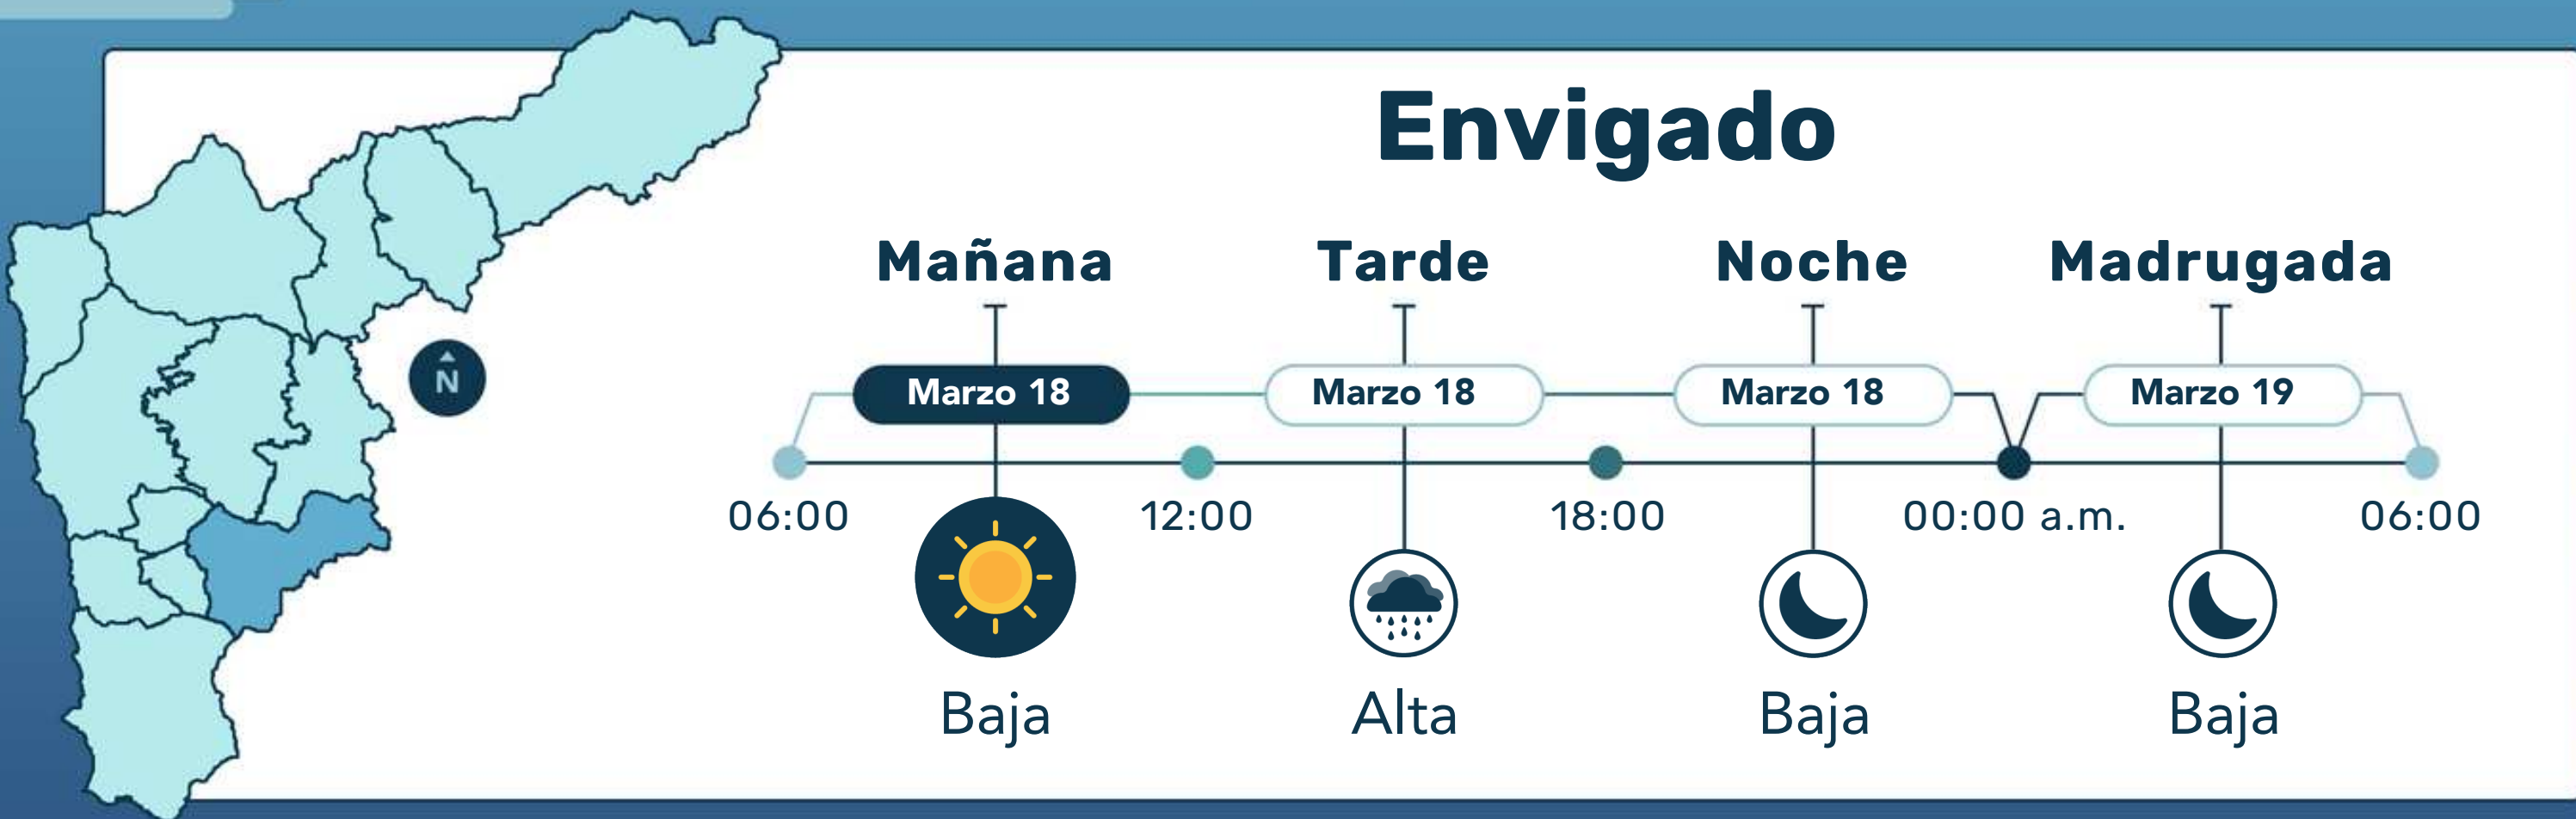 Envigado
Mañana Tarde Noche Madrugada
N
Marzo 18 Marzo 18 Marzo 18 Marzo 19
06:00 12:00 18:00 00:00 a.m. 06:00
Baja Alta Baja Baja